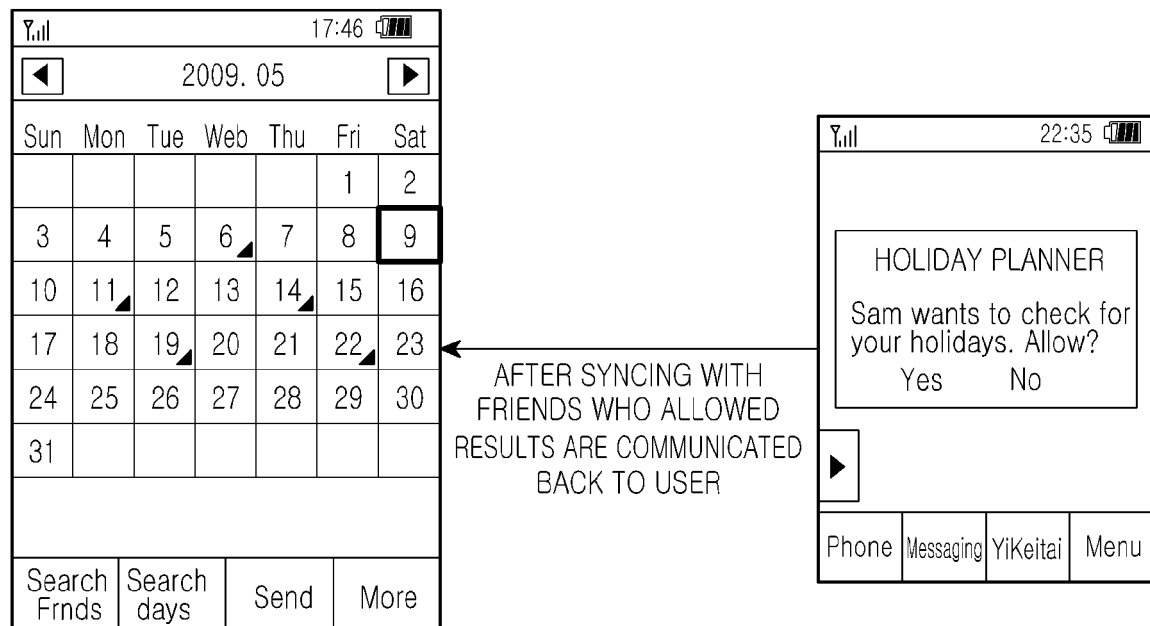 17:46
2009. 05
Sun Mon Tue Web Thu Fri Sat
1 2
3 4 5 6 7 8 9
10 11 12 13 14 15 16
17 18 19 20 21 22 23
24 25 26 27 28 29 30
31
Search Frnds Search days Send More
AFTER SYNCING WITH
FRIENDS WHO ALLOWED
RESULTS ARE COMMUNICATED
BACK TO USER
22:35
HOLIDAY PLANNER
Sam wants to check for
your holidays. Allow?
Yes No
Phone Messaging YiKeitai Menu